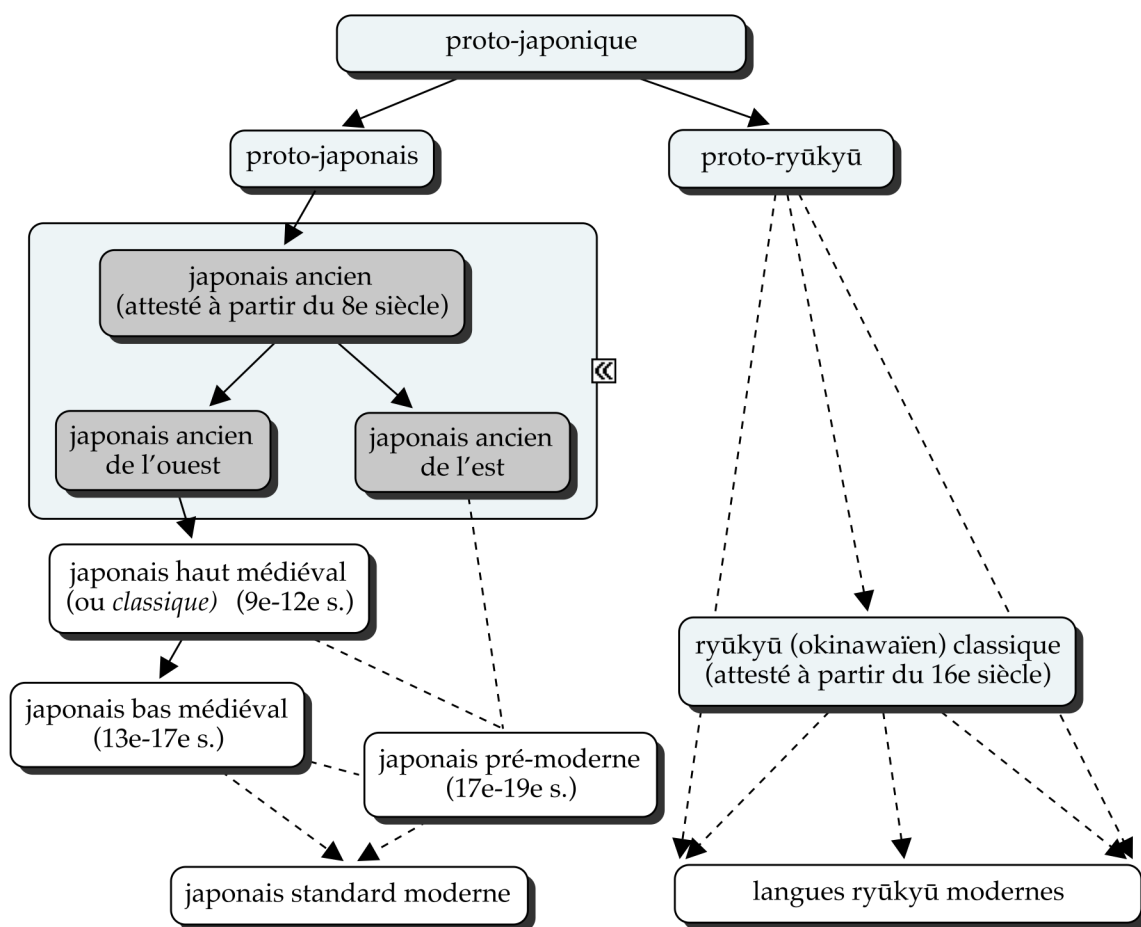 proto-japonique
proto-japonais
proto-ryūkyū
japonais ancien
(attesté à partir du 8e siècle)
japonais ancien
de l'ouest
japonais ancien
de l'est
japonais haut médiéval
(ou classique) (9e-12e s.)
ryūkyū (okinawaïen) classique
(attesté à partir du 16e siècle)
japonais bas médiéval
(13e-17e s.)
japonais pré-moderne
(17e-19e s.)
japonais standard moderne
langues ryūkyū modernes